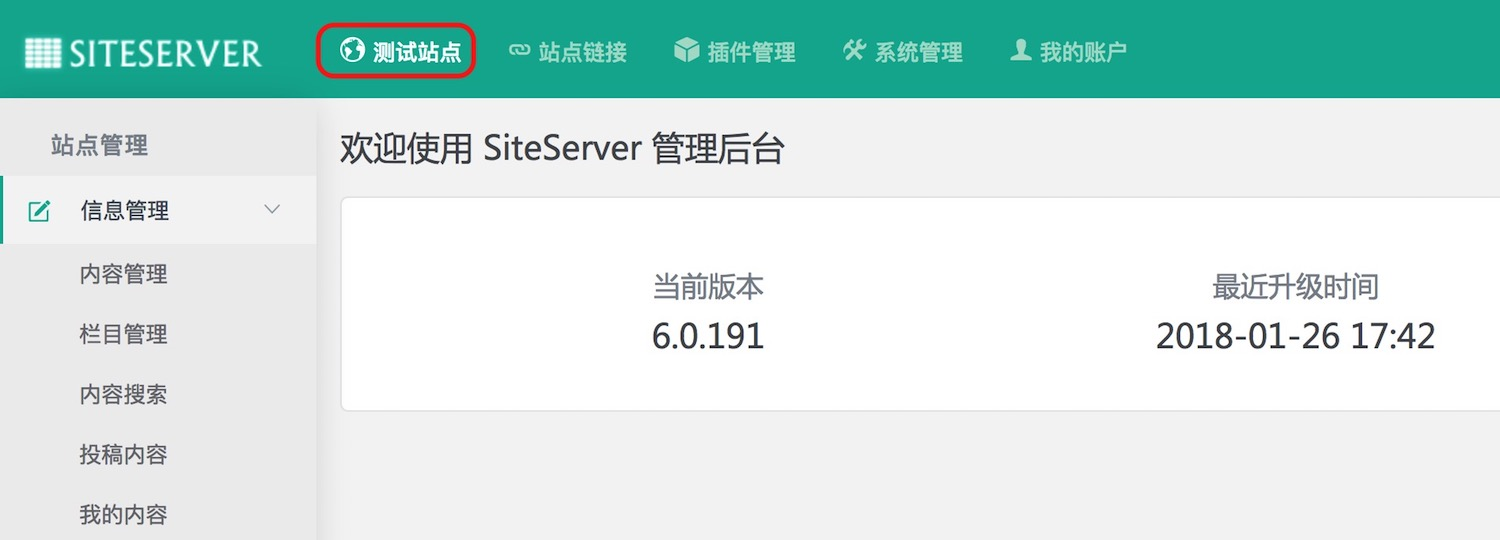 SITESERVER 测试站点 站点链接 插件管理 系统管理 我的账户
站点管理
信息管理
内容管理
栏目管理
内容搜索
投稿内容
我的内容
欢迎使用 SiteServer 管理后台
当前版本
6.0.191
最近升级时间
2018-01-26 17:42